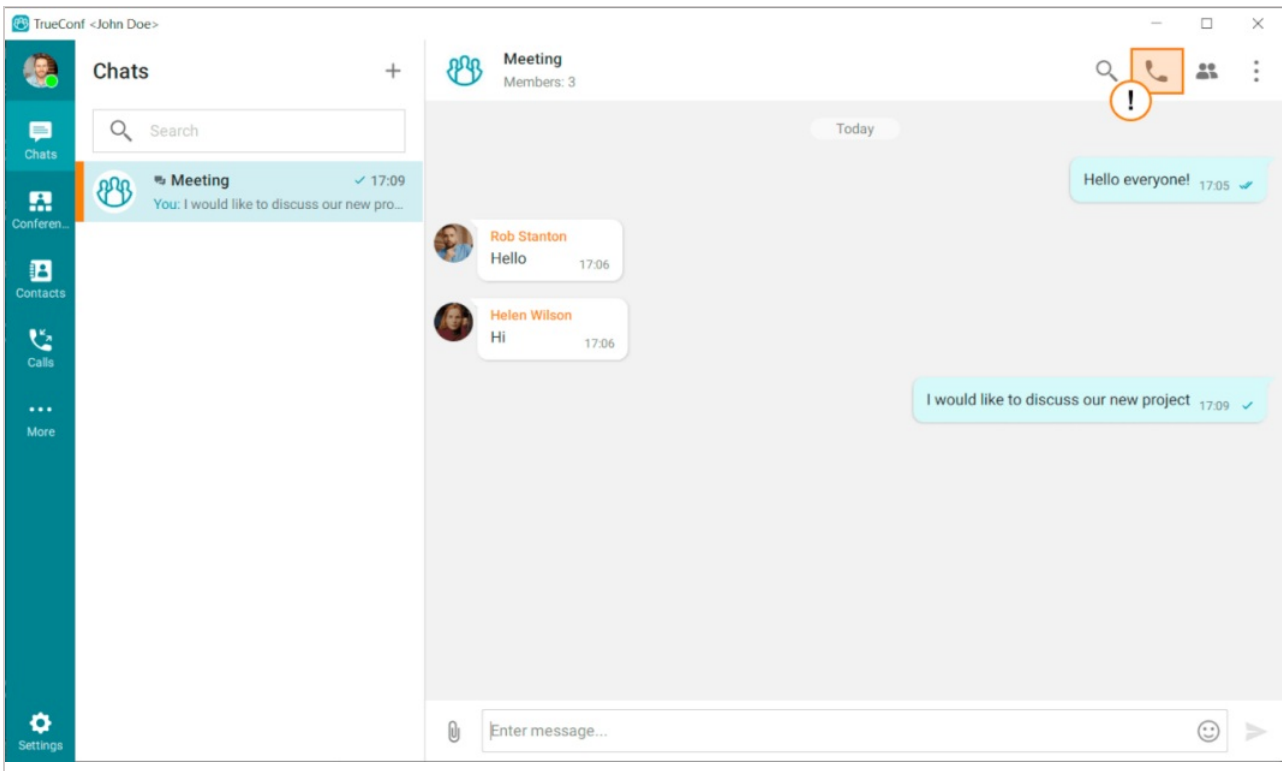 TrueConf <John Doe>
Chats
Conferen...
Contacts
Calls
More
Settings
Chats
Search
Meeting
17:09
You: I would like to discuss our new pro...
Meeting
Members: 3
!
Today
Hello everyone! 17:05
Rob Stanton
Hello 17:06
Helen Wilson
Hi 17:06
I would like to discuss our new project 17:09
Enter message...